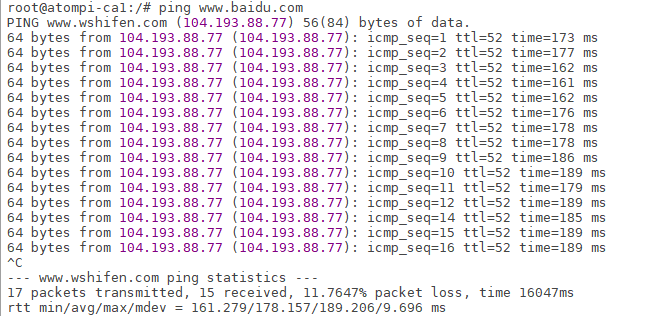 root@atompi-ca1:/# ping www.baidu.com
PING www.wshifen.com (104.193.88.77) 56(84) bytes of data.
64 bytes from 104.193.88.77 (104.193.88.77): icmp_seq=1 ttl=52 time=173 ms
64 bytes from 104.193.88.77 (104.193.88.77): icmp_seq=2 ttl=52 time=177 ms
64 bytes from 104.193.88.77 (104.193.88.77): icmp_seq=3 ttl=52 time=162 ms
64 bytes from 104.193.88.77 (104.193.88.77): icmp_seq=4 ttl=52 time=161 ms
64 bytes from 104.193.88.77 (104.193.88.77): icmp_seq=5 ttl=52 time=162 ms
64 bytes from 104.193.88.77 (104.193.88.77): icmp_seq=6 ttl=52 time=176 ms
64 bytes from 104.193.88.77 (104.193.88.77): icmp_seq=7 ttl=52 time=178 ms
64 bytes from 104.193.88.77 (104.193.88.77): icmp_seq=8 ttl=52 time=178 ms
64 bytes from 104.193.88.77 (104.193.88.77): icmp_seq=9 ttl=52 time=186 ms
64 bytes from 104.193.88.77 (104.193.88.77): icmp_seq=10 ttl=52 time=189 ms
64 bytes from 104.193.88.77 (104.193.88.77): icmp_seq=11 ttl=52 time=179 ms
64 bytes from 104.193.88.77 (104.193.88.77): icmp_seq=12 ttl=52 time=189 ms
64 bytes from 104.193.88.77 (104.193.88.77): icmp_seq=14 ttl=52 time=185 ms
64 bytes from 104.193.88.77 (104.193.88.77): icmp_seq=15 ttl=52 time=189 ms
64 bytes from 104.193.88.77 (104.193.88.77): icmp_seq=16 ttl=52 time=189 ms
^C
--- www.wshifen.com ping statistics ---
17 packets transmitted, 15 received, 11.7647% packet loss, time 16047ms
rtt min/avg/max/mdev = 161.279/178.157/189.206/9.696 ms